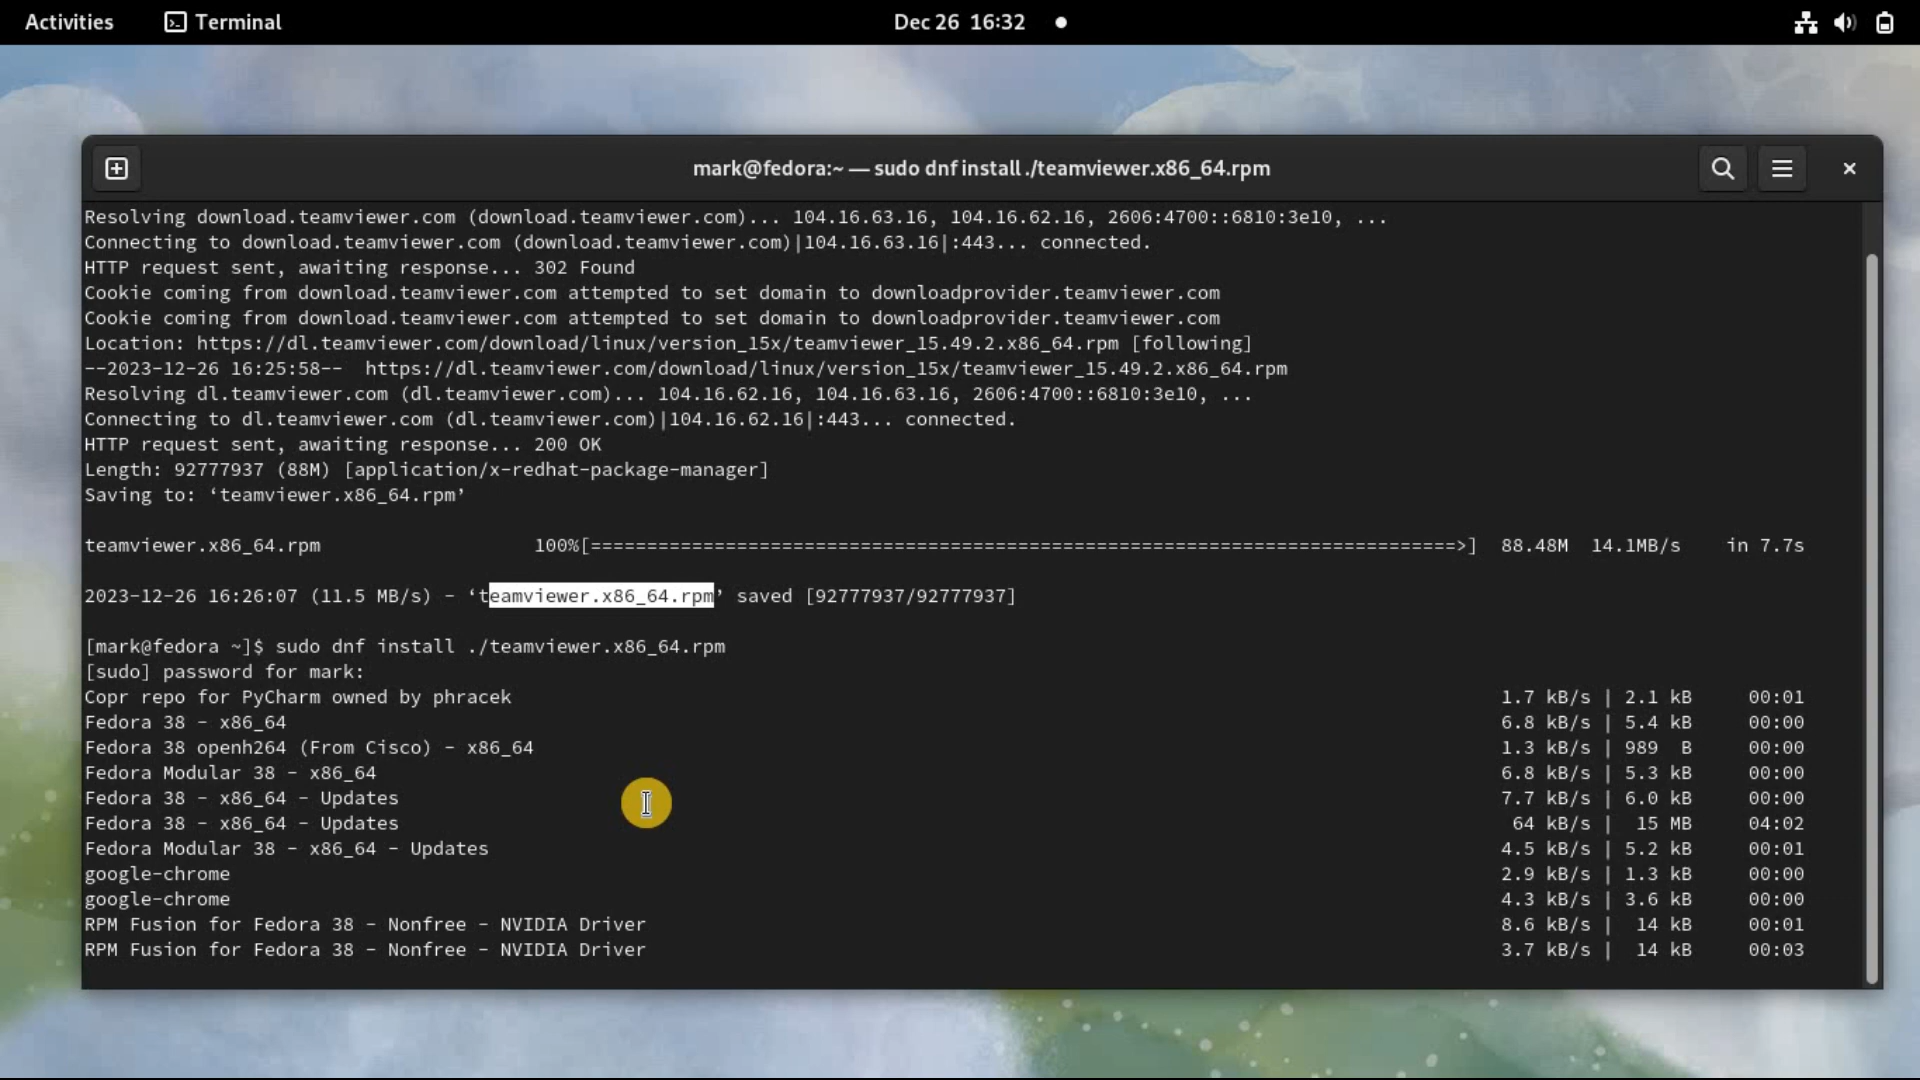 Activities
Terminal
Dec 26 16:32
mark@fedora:~ — sudo dnf install ./teamviewer.x86_64.rpm
Resolving download.teamviewer.com (download.teamviewer.com)... 104.16.63.16, 104.16.62.16, 2606:4700::6810:3e10, ...
Connecting to download.teamviewer.com (download.teamviewer.com)|104.16.63.16|:443... connected.
HTTP request sent, awaiting response... 302 Found
Cookie coming from download.teamviewer.com attempted to set domain to downloadprovider.teamviewer.com
Cookie coming from download.teamviewer.com attempted to set domain to downloadprovider.teamviewer.com
Location: https://dl.teamviewer.com/download/linux/version_15x/teamviewer_15.49.2.x86_64.rpm [following]
--2023-12-26 16:25:58--  https://dl.teamviewer.com/download/linux/version_15x/teamviewer_15.49.2.x86_64.rpm
Resolving dl.teamviewer.com (dl.teamviewer.com)... 104.16.62.16, 104.16.63.16, 2606:4700::6810:3e10, ...
Connecting to dl.teamviewer.com (dl.teamviewer.com)|104.16.62.16|:443... connected.
HTTP request sent, awaiting response... 200 OK
Length: 92777937 (88M) [application/x-redhat-package-manager]
Saving to: ‘teamviewer.x86_64.rpm’
teamviewer.x86_64.rpm 100%[=============================================================================>] 88.48M 14.1MB/s in 7.7s
2023-12-26 16:26:07 (11.5 MB/s) - ‘teamviewer.x86_64.rpm’ saved [92777937/92777937]
[mark@fedora ~]$ sudo dnf install ./teamviewer.x86_64.rpm
[sudo] password for mark:
Copr repo for PyCharm owned by phracek 1.7 kB/s | 2.1 kB 00:01
Fedora 38 - x86_64 6.8 kB/s | 5.4 kB 00:00
Fedora 38 openh264 (From Cisco) - x86_64 1.3 kB/s | 989 B 00:00
Fedora Modular 38 - x86_64 6.8 kB/s | 5.3 kB 00:00
Fedora 38 - x86_64 - Updates 7.7 kB/s | 6.0 kB 00:00
Fedora 38 - x86_64 - Updates 64 kB/s | 15 MB 04:02
Fedora Modular 38 - x86_64 - Updates 4.5 kB/s | 5.2 kB 00:01
google-chrome 2.9 kB/s | 1.3 kB 00:00
google-chrome 4.3 kB/s | 3.6 kB 00:00
RPM Fusion for Fedora 38 - Nonfree - NVIDIA Driver 8.6 kB/s | 14 kB 00:01
RPM Fusion for Fedora 38 - Nonfree - NVIDIA Driver 3.7 kB/s | 14 kB 00:03